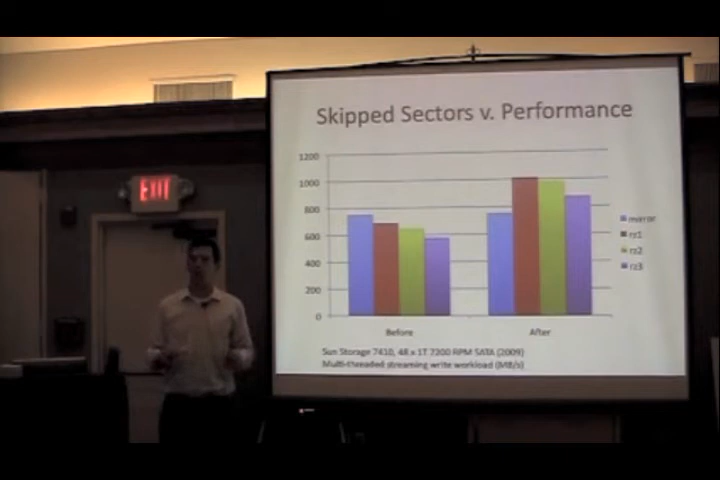 EXIT
Skipped Sectors v. Performance
1200
1000
800
600
400
200
0
Before After
mirror
rz1
rz2
rz3
Sun Storage 7410, 48 x 1T 7200 RPM SATA (2009)
Multi-threaded streaming write workload (MB/s)